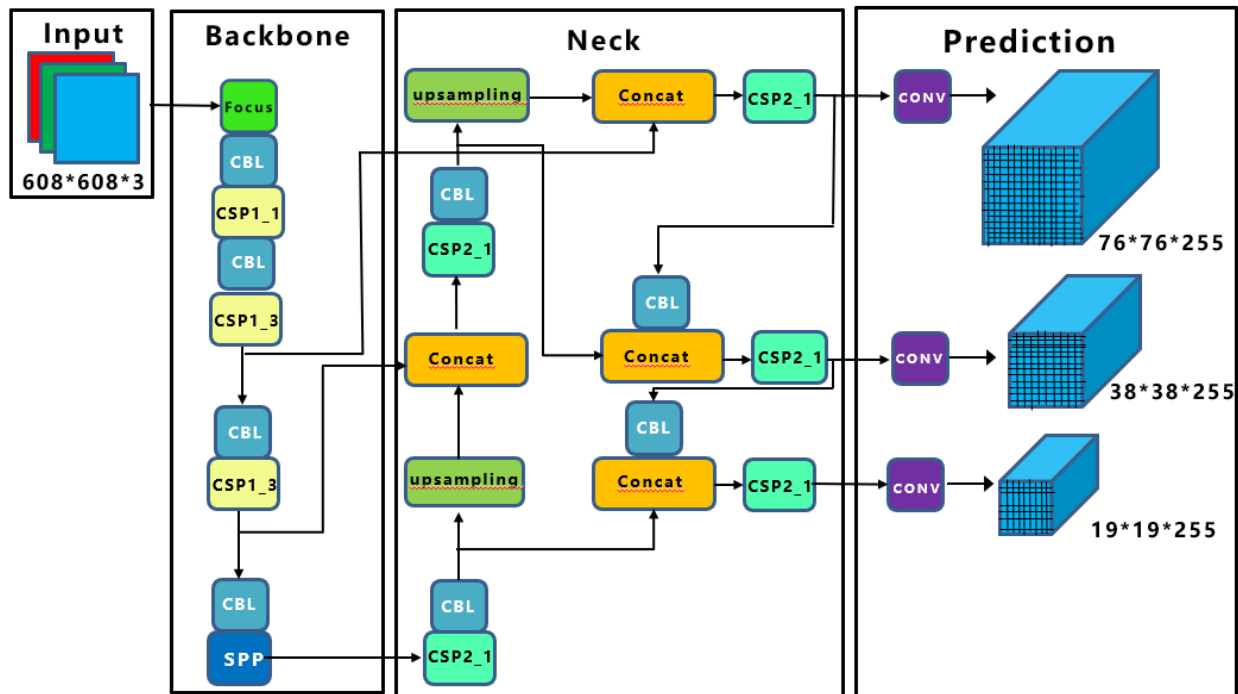 Input
608*608*3
Backbone
Focus
CBL
CSP1_1
CBL
CSP1_3
CBL
CSP1_3
CBL
SPP
Neck
upsampling
Concat
CSP2_1
CBL
CSP2_1
CBL
Concat
Concat
CSP2_1
CBL
upsampling
Concat
CSP2_1
CBL
CSP2_1
Prediction
CONV
76*76*255
CONV
38*38*255
CONV
19*19*255